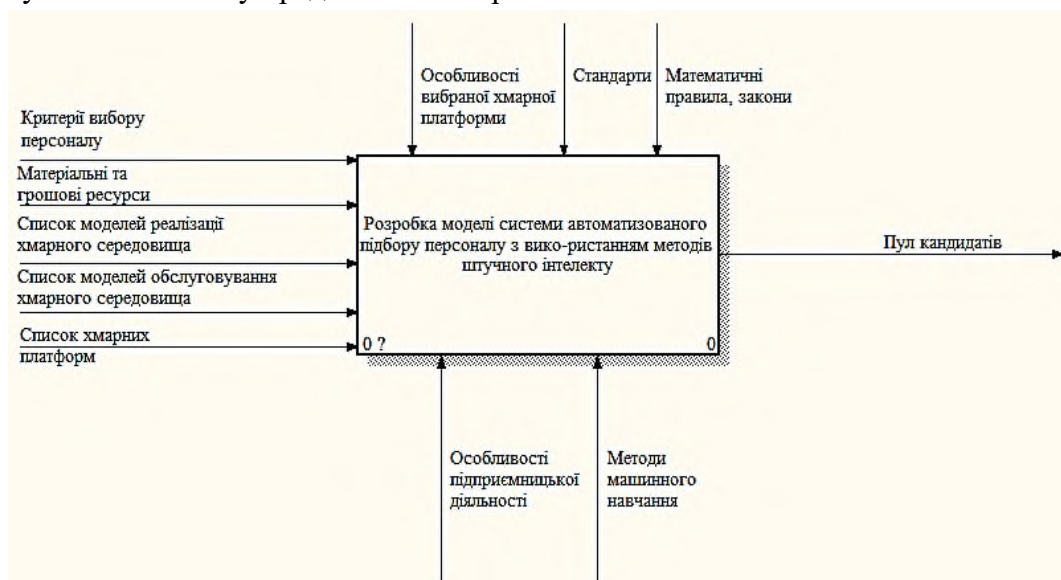 Особливості
вибраної хмарної
платформи
Стандарти
Математичні
правила, закони
Критерії вибору
персоналу
Матеріальні та
грошові ресурси
Список моделей реалізації
хмарного середовища
Список моделей обслуговування
хмарного середовища
Список хмарних
платформ
Розробка моделі системи автоматизованого
підбору персоналу з вико-ристанням методів
штучного інтелекту
0 ?
0
Пул кандидатів
Особливості
підприємницької
діяльності
Методи
машинного
навчання